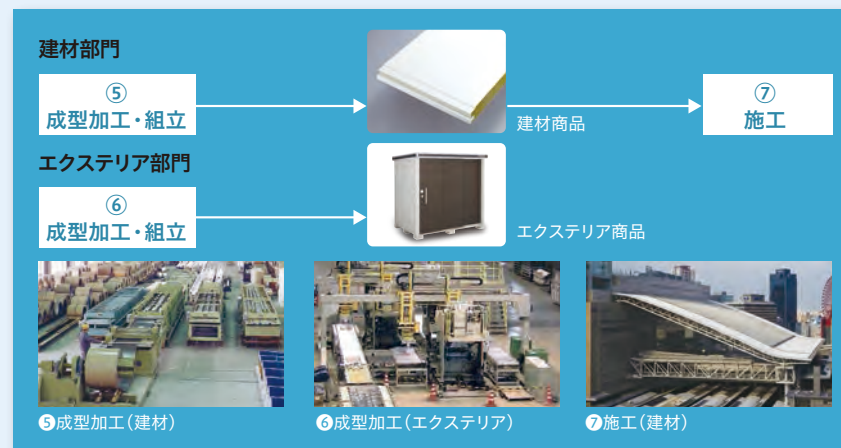 建材部門
⑤
成型加工・組立
建材商品
⑦
施工
エクステリア部門
⑥
成型加工・組立
エクステリア商品
❺成型加工（建材）
❻成型加工（エクステリア）
❼施工（建材）